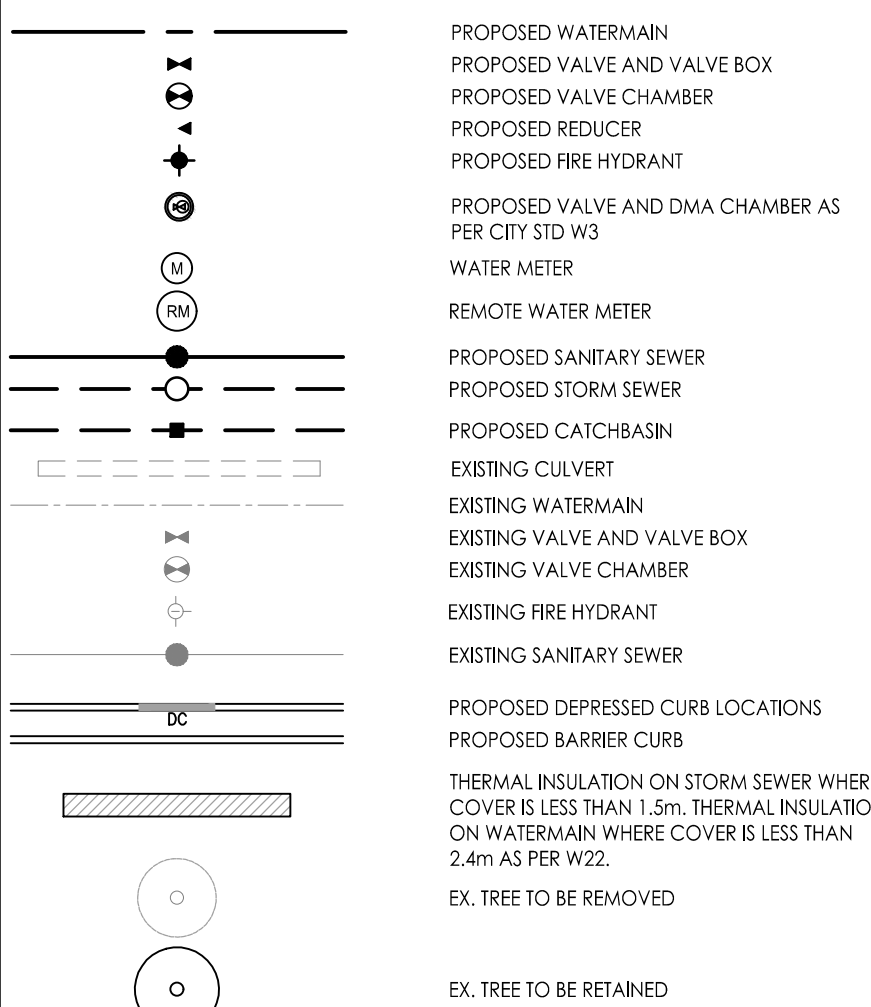 PROPOSED WATERMAIN
PROPOSED VALVE AND VALVE BOX
PROPOSED VALVE CHAMBER
PROPOSED REDUCER
PROPOSED FIRE HYDRANT
PROPOSED VALVE AND DMA CHAMBER AS
PER CITY STD W3
M
WATER METER
RM
REMOTE WATER METER
PROPOSED SANITARY SEWER
PROPOSED STORM SEWER
PROPOSED CATCHBASIN
EXISTING CULVERT
EXISTING WATERMAIN
EXISTING VALVE AND VALVE BOX
EXISTING VALVE CHAMBER
EXISTING FIRE HYDRANT
EXISTING SANITARY SEWER
PROPOSED DEPRESSED CURB LOCATIONS
DC
PROPOSED BARRIER CURB
THERMAL INSULATION ON STORM SEWER WHER
COVER IS LESS THAN 1.5m. THERMAL INSULATIO
ON WATERMAIN WHERE COVER IS LESS THAN
2.4m AS PER W22.
EX. TREE TO BE REMOVED
EX. TREE TO BE RETAINED